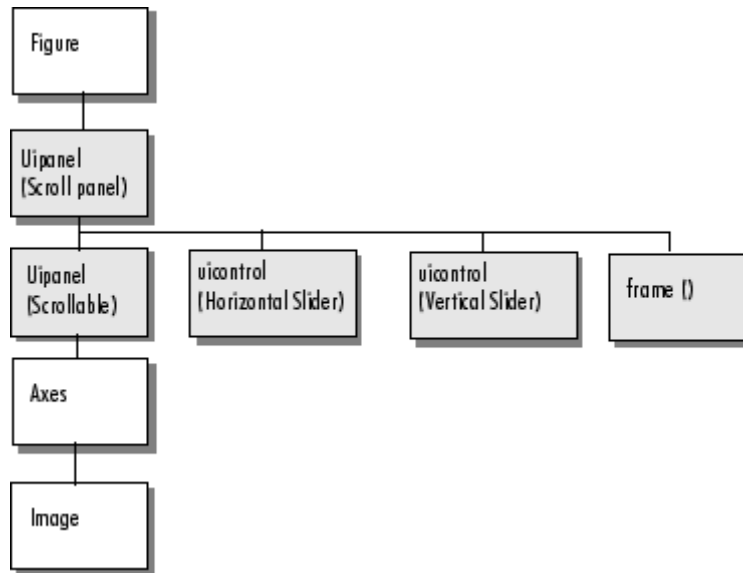 Figure
Uipanel
(Scroll panel)
Uipanel
(Scrollable)
uicontrol
(Horizontal Slider)
uicontrol
(Vertical Slider)
frame ()
Axes
Image